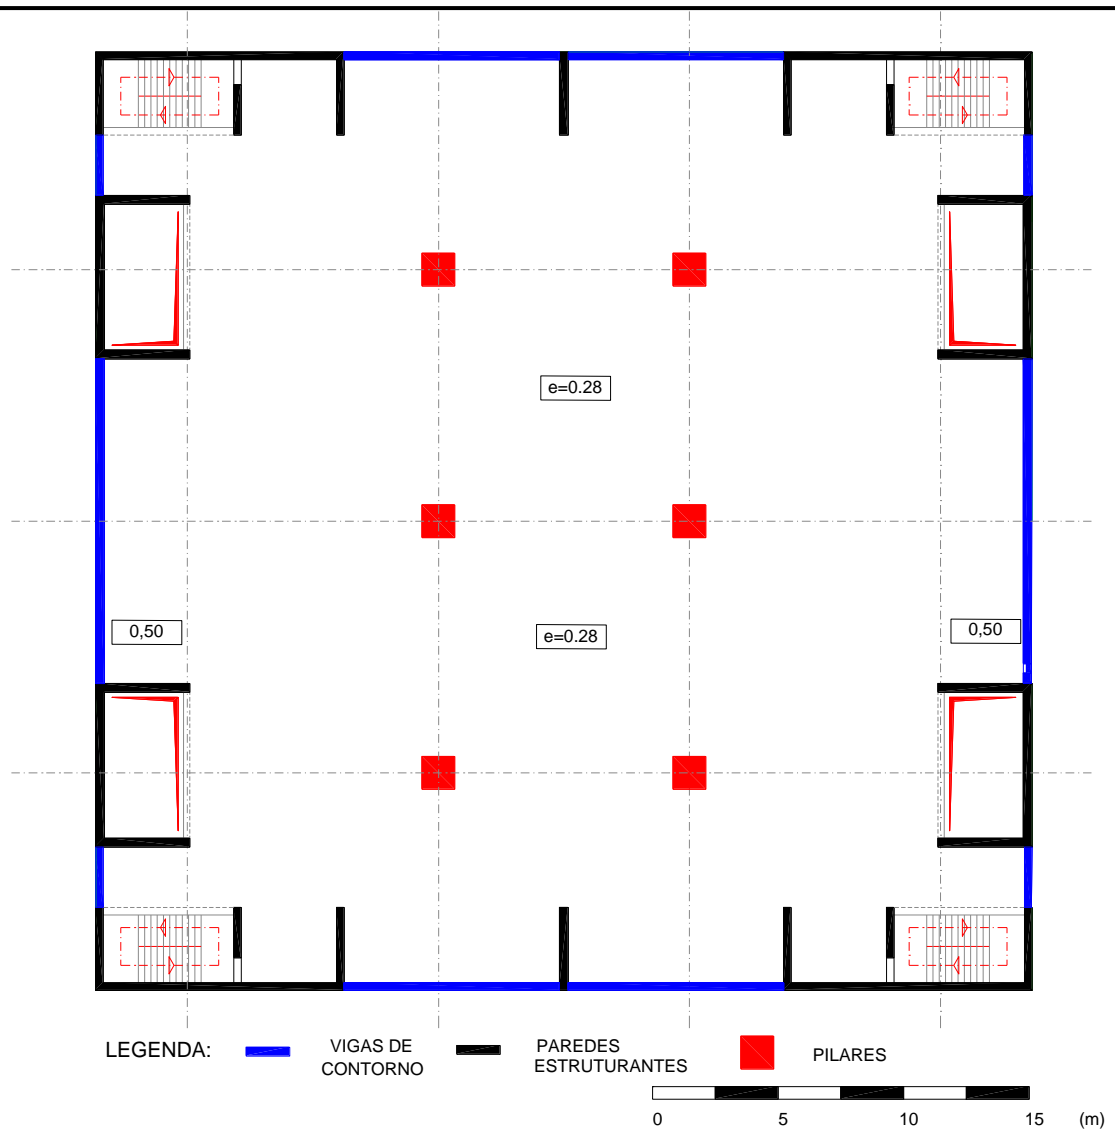 e=0.28
0,50
e=0.28
0,50
LEGENDA:
VIGAS DE
CONTORNO
PAREDES
ESTRUTURANTES
PILARES
0 5 10 15 (m)